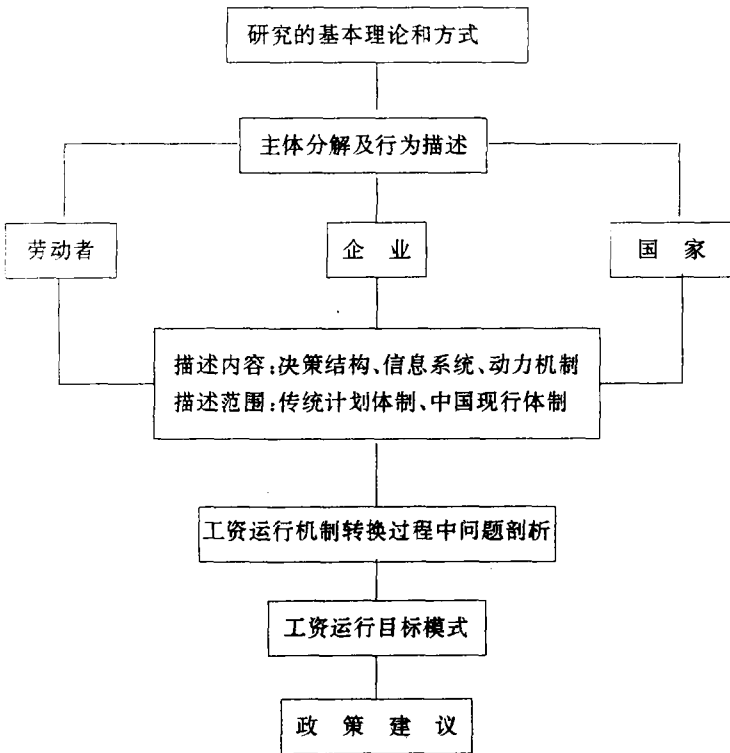 研究的基本理论和方式
主体分解及行为描述
劳动者
企 业
国 家
描述内容:决策结构、信息系统、动力机制
描述范围:传统计划体制、中国现行体制
工资运行机制转换过程中问题剖析
工资运行目标模式
政 策 建 议